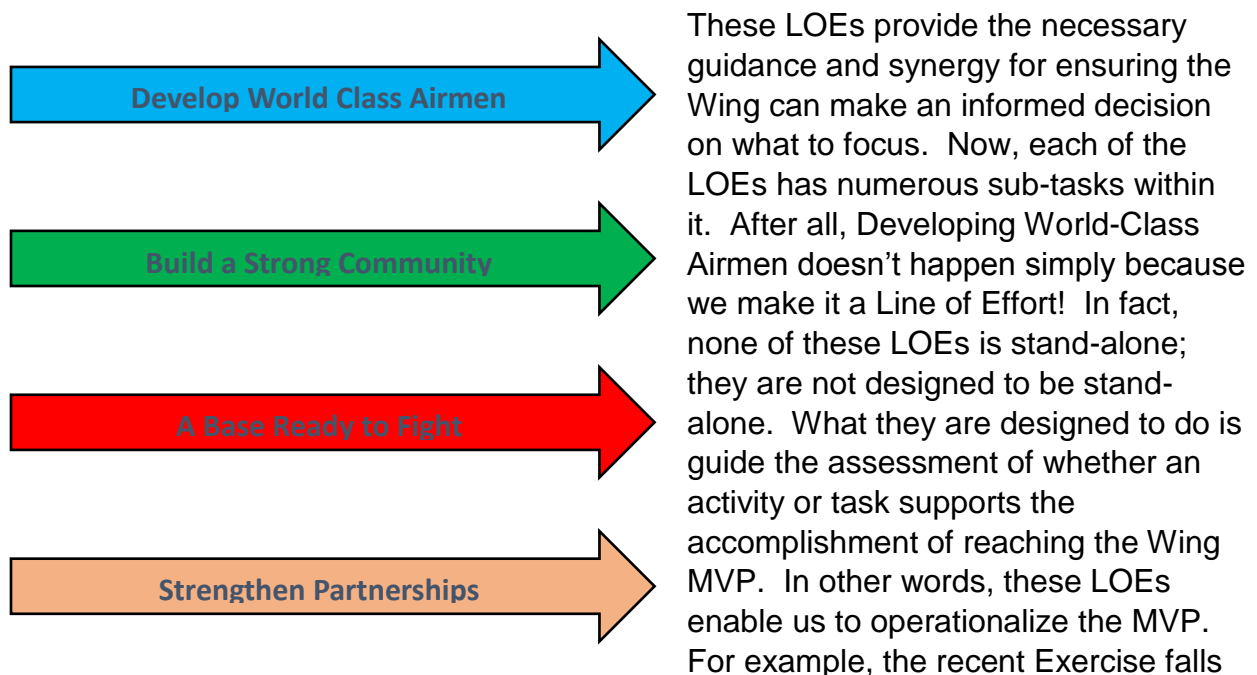 Develop World Class Airmen
Build a Strong Community
A Base Ready to Fight
Strengthen Partnerships
These LOEs provide the necessary
guidance and synergy for ensuring the
Wing can make an informed decision
on what to focus.  Now, each of the
LOEs has numerous sub-tasks within
it.  After all, Developing World-Class
Airmen doesn’t happen simply because
we make it a Line of Effort!  In fact,
none of these LOEs is stand-alone;
they are not designed to be stand-
alone.  What they are designed to do is
guide the assessment of whether an
activity or task supports the
accomplishment of reaching the Wing
MVP.  In other words, these LOEs
enable us to operationalize the MVP.
For example, the recent Exercise falls